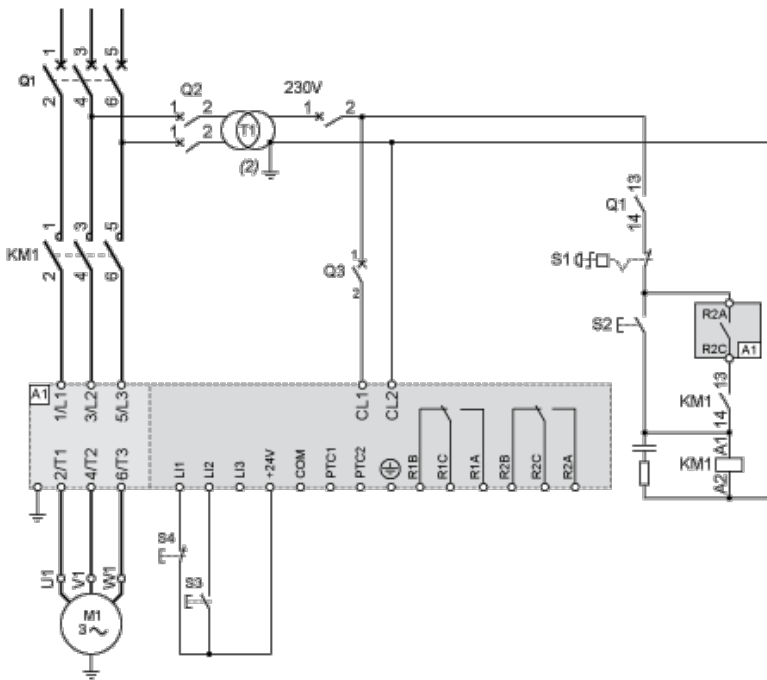 1 3 5
Q1
2 4 6
Q2
1 2
1 2
T1
(2)
230V
1 2
13
Q1
14
KM1
1 3 5
2 4 6
Q3
1
2
S1
S2
R2A
R2C
A1
13
KM1
14
A1
KM1
A2
A1
1/L1 3/L2 5/L3
CL1 CL2
2/T1 4/T2 6/T3
LI1 LI2 LI3 +24V COM PTC1 PTC2
R1B R1C R1A R2B R2C R2A
S4
S3
U1 V1 W1
M1
3